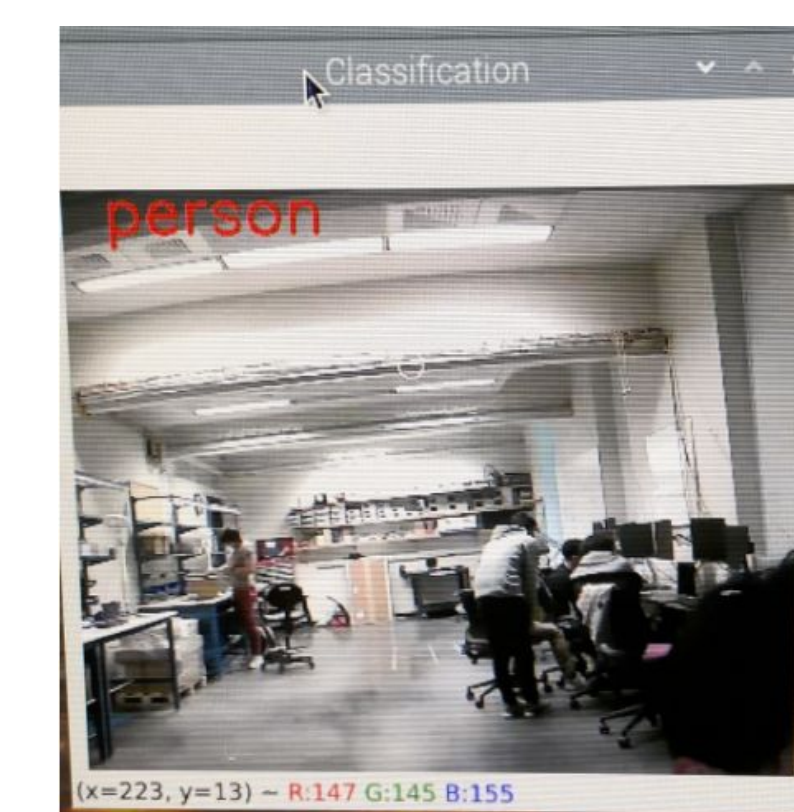 Classification
person
(x=223, y=13) ~ R:147 G:145 B:155